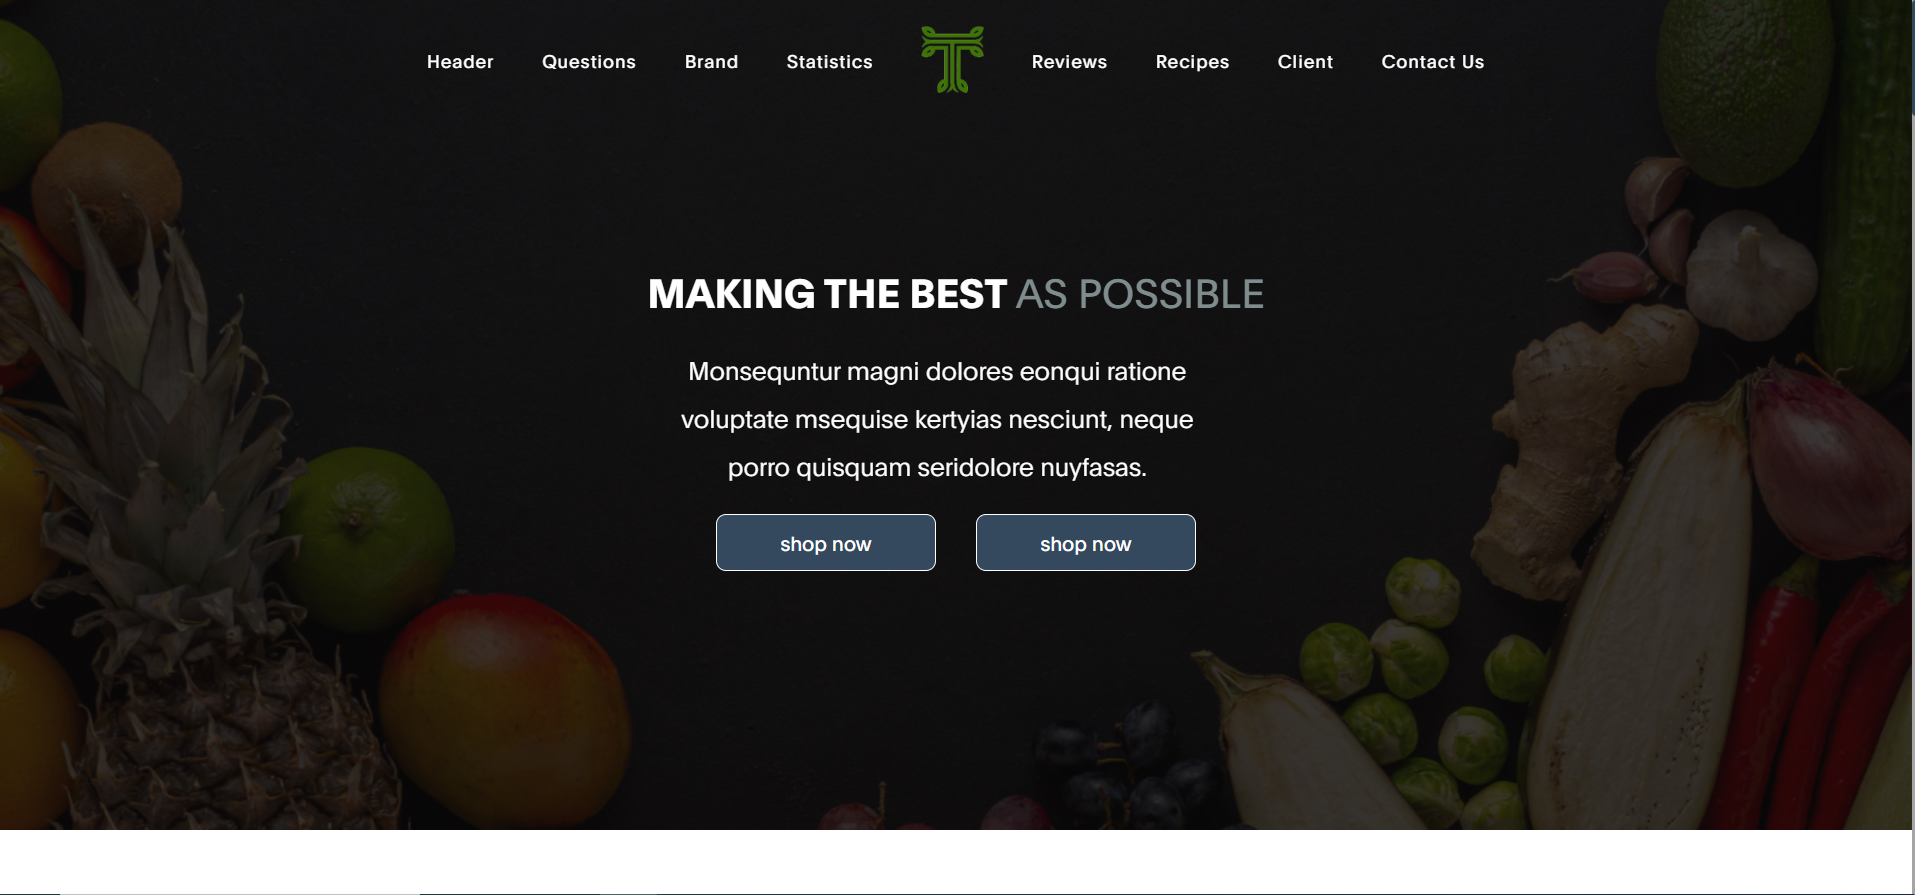 Header Questions Brand Statistics T Reviews Recipes Client Contact Us
MAKING THE BEST AS POSSIBLE
Monsequntur magni dolores eonqui ratione
voluptate msequise kertyias nesciunt, neque
porro quisquam seridolore nuyfasas.
shop now shop now